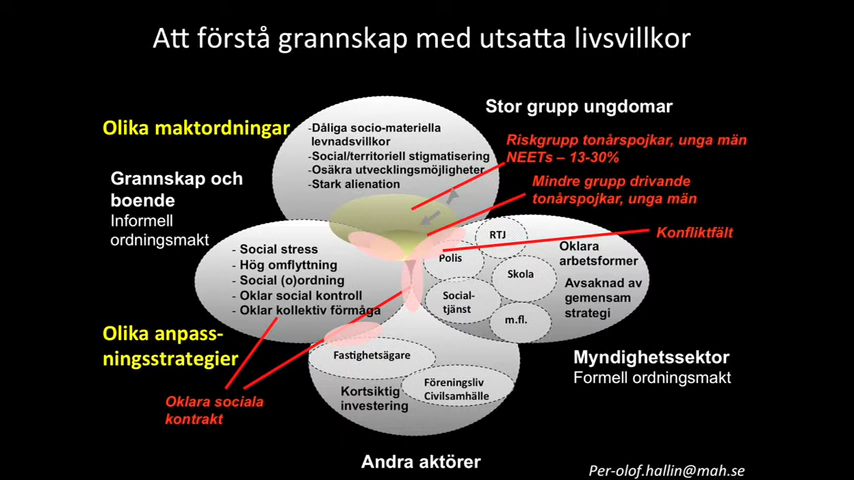 Att förstå grannskap med utsatta livsvillkor
Stor grupp ungdomar
Olika maktordningar
-Dåliga socio-materiella
levnadsvillkor
-Social/territoriell stigmatisering
-Osäkra utvecklingsmöjligheter
-Stark alienation
Riskgrupp tonårspojkar, unga män
NEETs – 13-30%
Mindre grupp drivande
tonårspojkar, unga män
Grannskap och
boende
Informell
ordningsmakt
Konfliktfält
- Social stress
- Hög omflyttning
- Social (o)ordning
- Oklar social kontroll
- Oklar kollektiv förmåga
RTJ
Polis
Skola
Social-
tjänst
m.fl.
Oklara
arbetsformer
Avsaknad av
gemensam
strategi
Olika anpass-
ningsstrategier
Fastighetsägare
Kortsiktig
investering
Föreningsliv
Civilsamhälle
Myndighetssektor
Formell ordningsmakt
Oklara sociala
kontrakt
Andra aktörer
Per-olof.hallin@mah.se